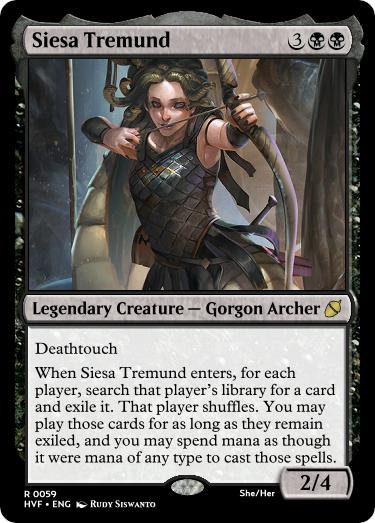 Siesa Tremund 3
Legendary Creature — Gorgon Archer
Deathtouch
When Siesa Tremund enters, for each
player, search that player's library for a card
and exile it. That player shuffles. You may
play those cards for as long as they remain
exiled, and you may spend mana as though
it were mana of any type to cast those spells.
2/4
R 0059
HVF • ENG Rudy Siswanto
She/Her